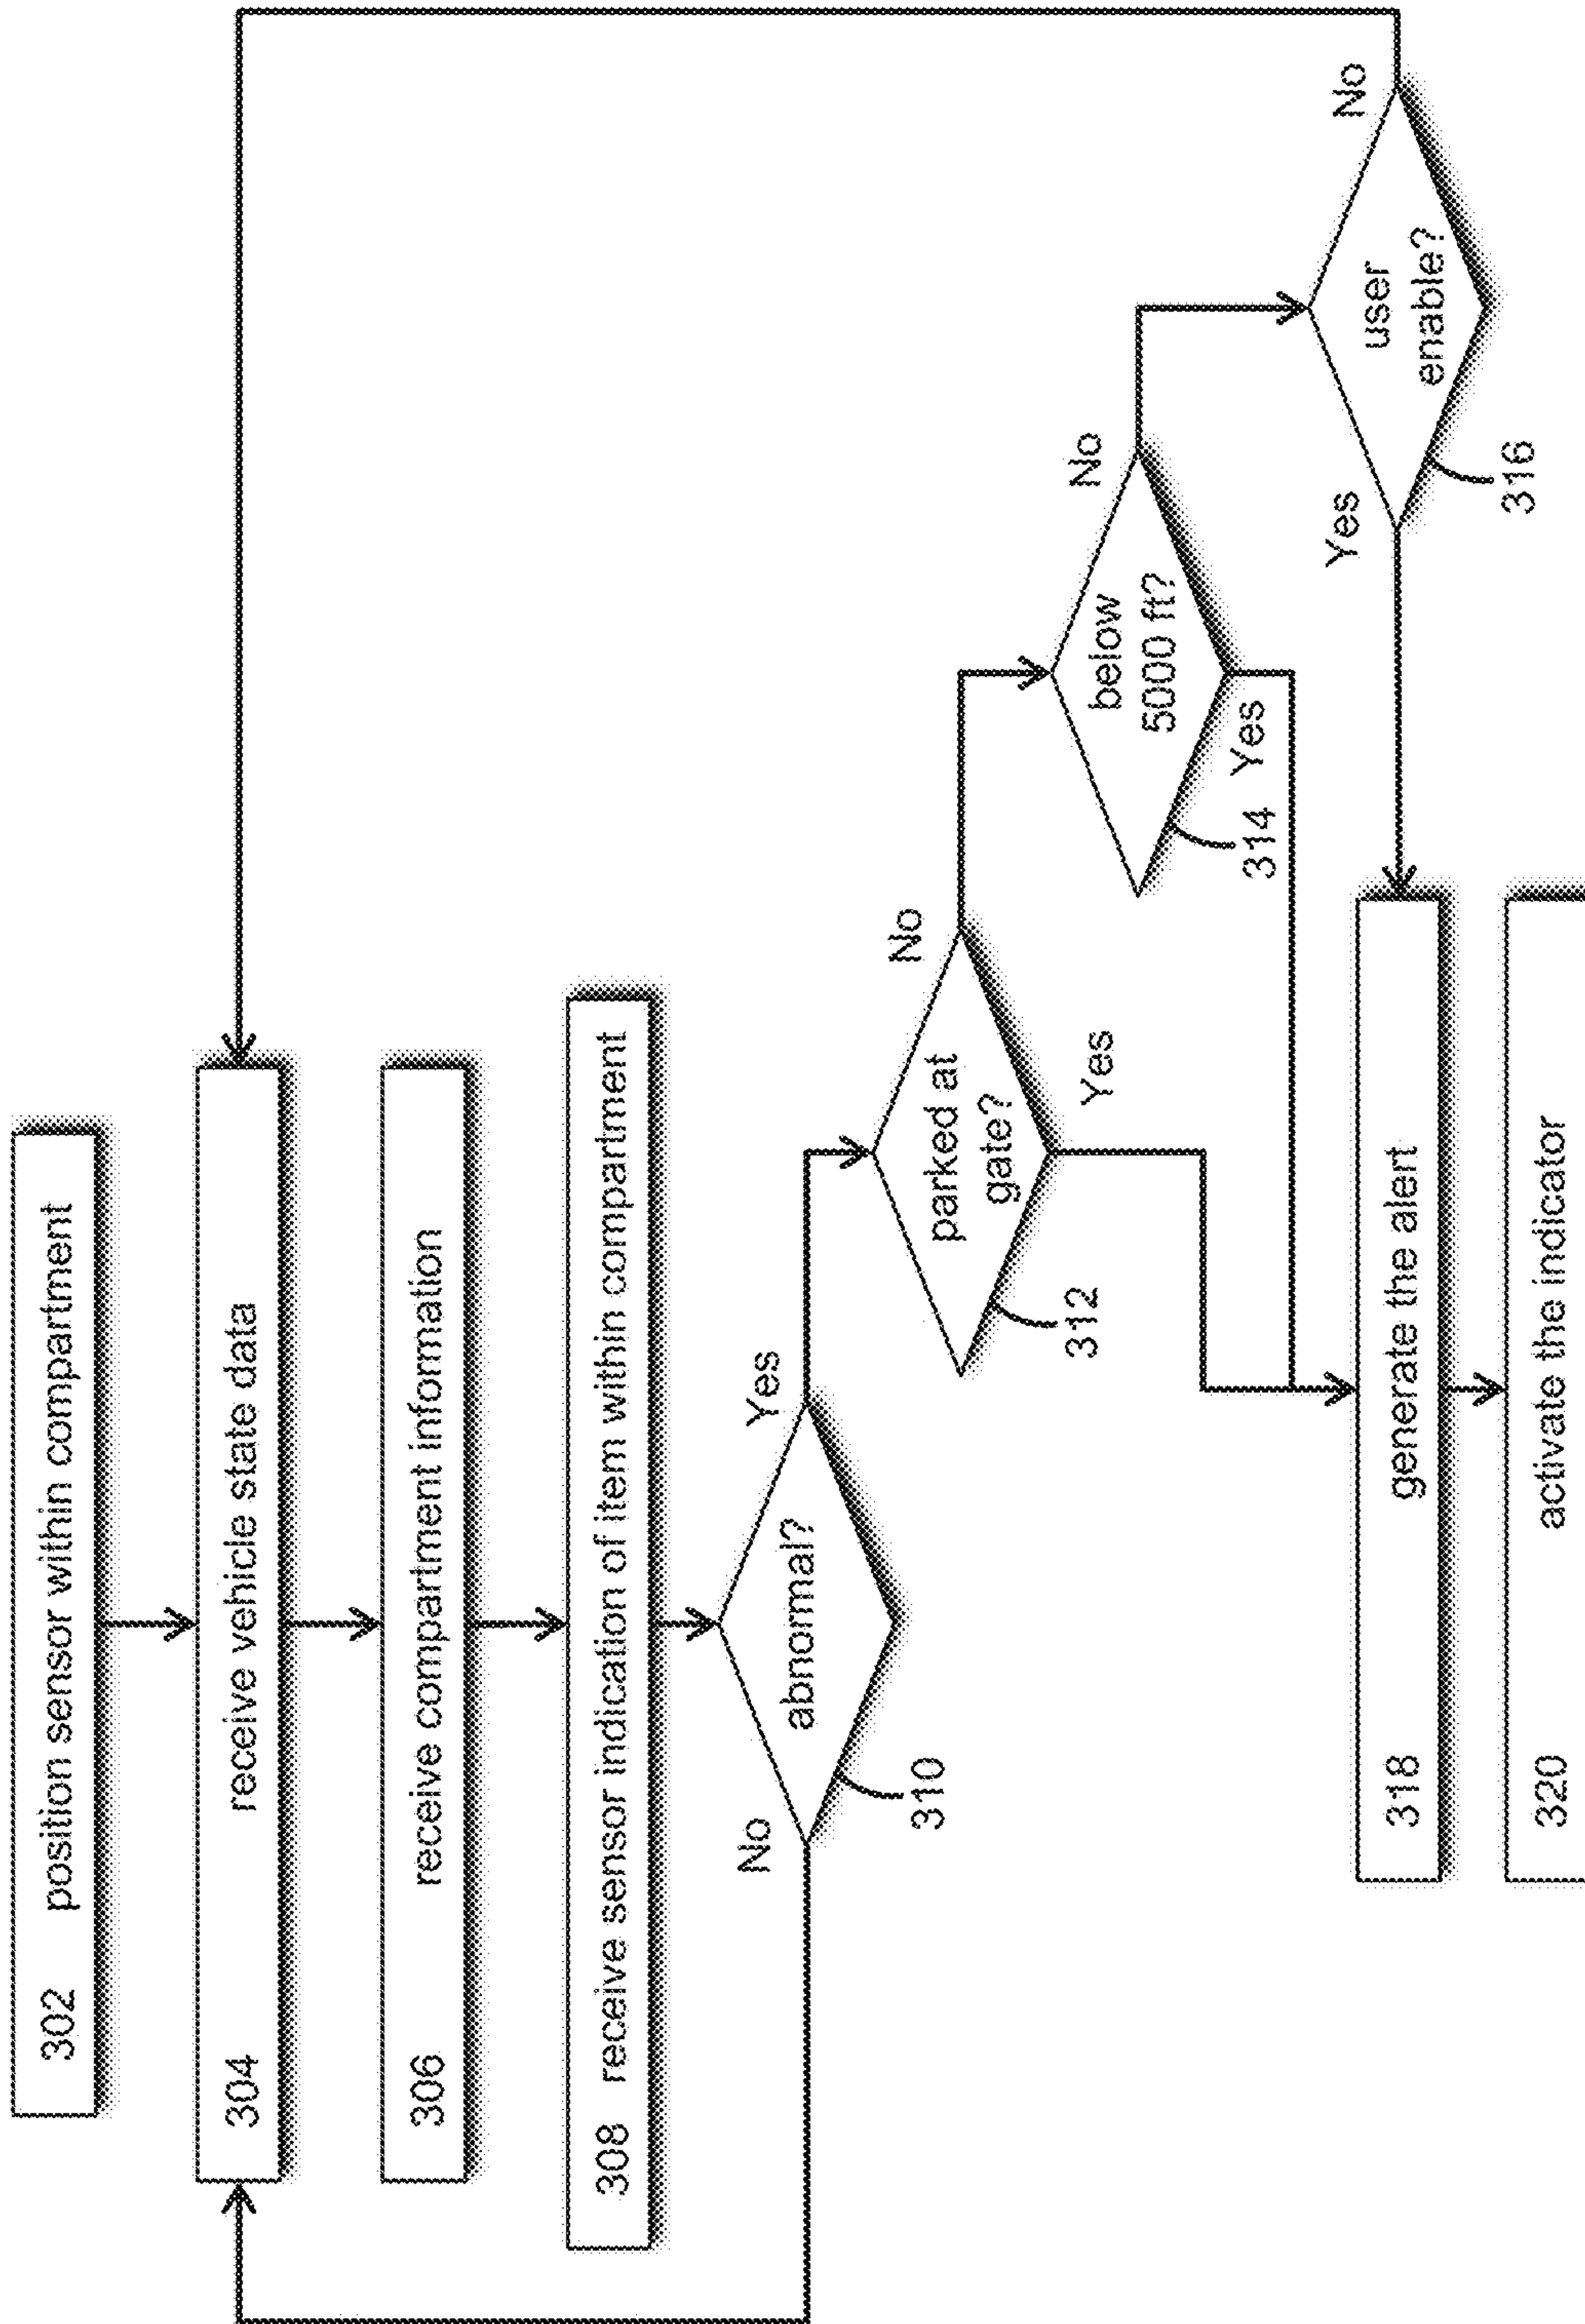 302 position sensor within compartment
304 receive vehicle state data
306 receive compartment information
308 receive sensor indication of item within compartment
No
abnormal?
Yes
310
parked at
gate?
No
Yes
312
below
5000 ft?
No
Yes
314
user
enable?
No
Yes
316
318 generate the alert
320 activate the indicator